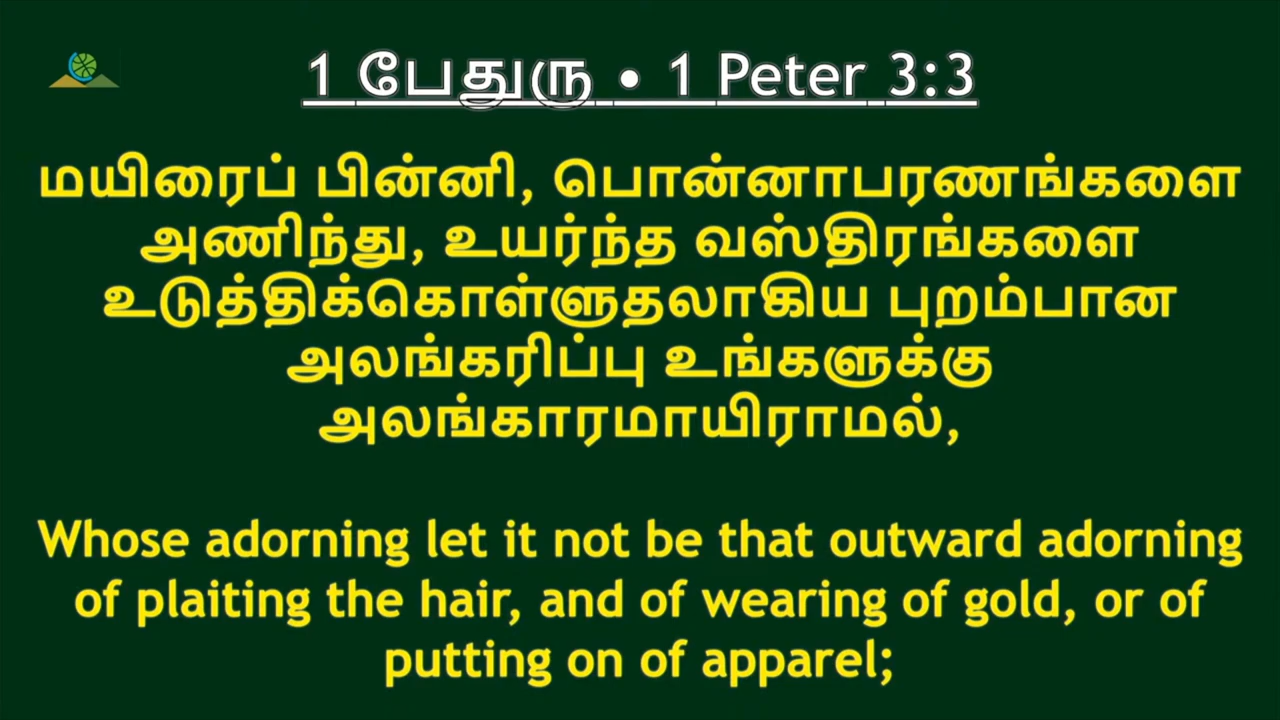 1 பேதுரு • 1 Peter 3:3
மயிரைப் பின்னி, பொன்னாபரணங்களை
அணிந்து, உயர்ந்த வஸ்திரங்களை
உடுத்திக்கொள்ளுதலாகிய புறம்பான
அலங்கரிப்பு உங்களுக்கு
அலங்காரமாயிராமல்,
Whose adorning let it not be that outward adorning
of plaiting the hair, and of wearing of gold, or of
putting on of apparel;